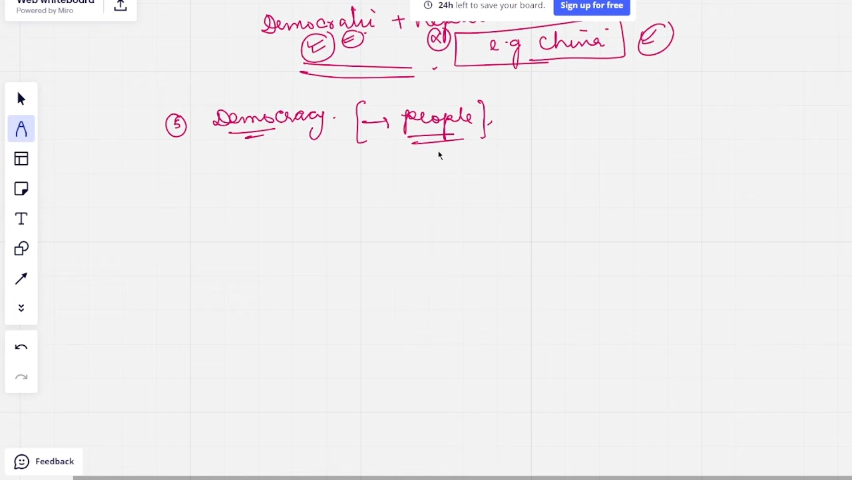 Web whiteboard
Powered by Miro
24h left to save your board.
Sign up for free
Democratic +
e.g China
⑤ Democracy. [→ people].
Feedback